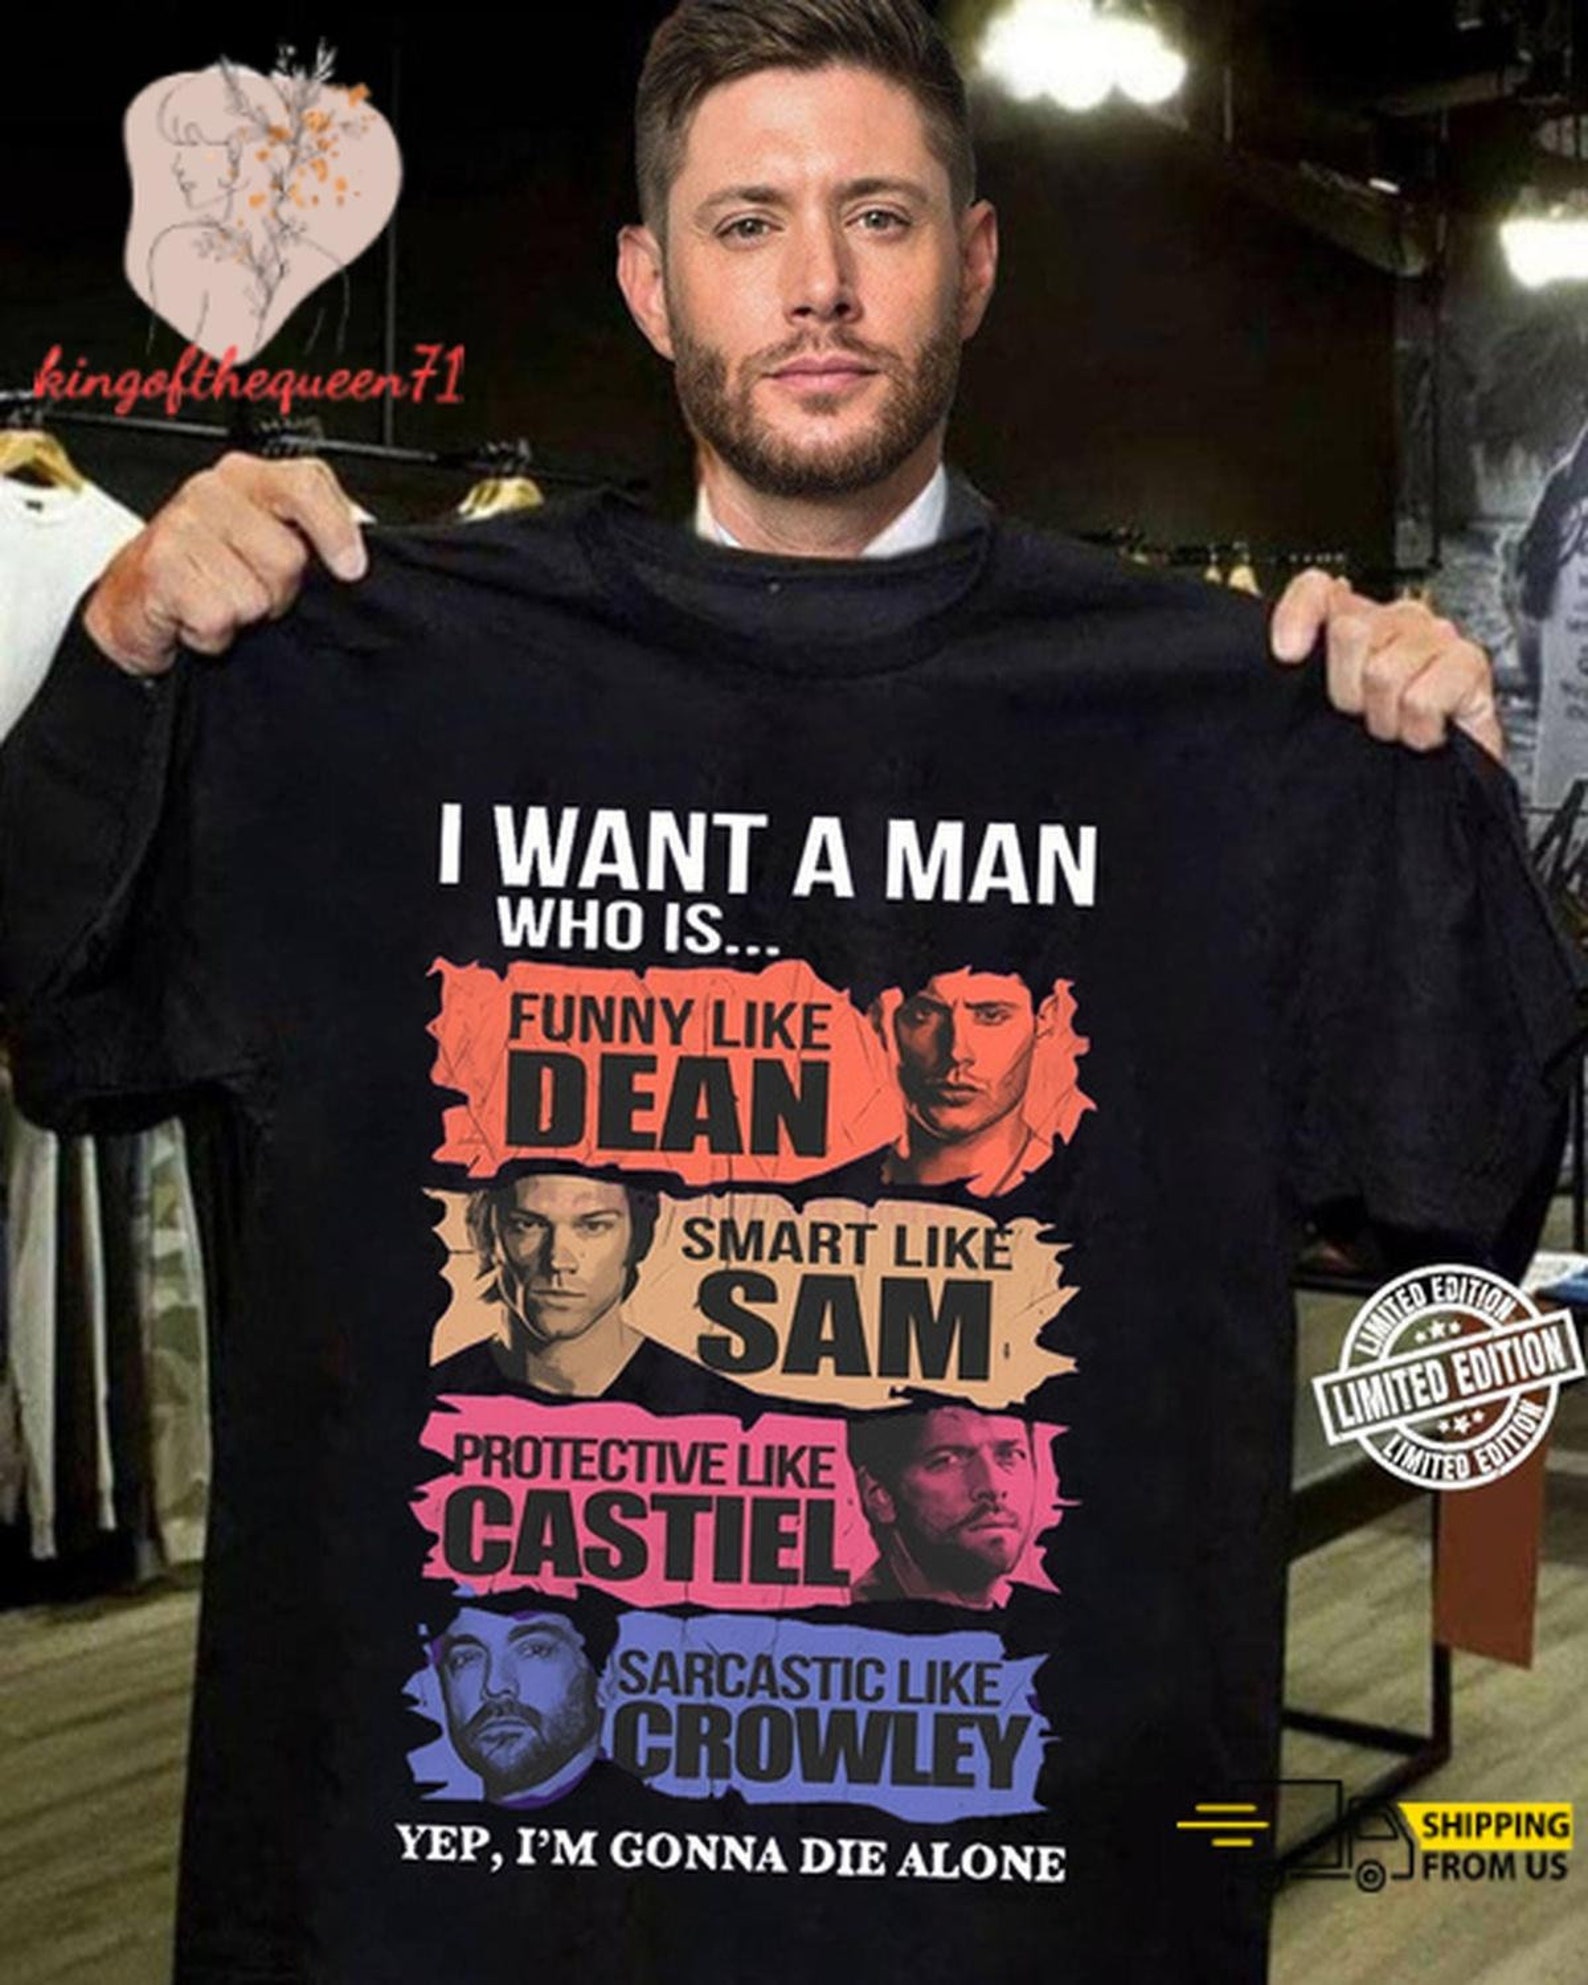 kingofthequeen71
I WANT A MAN
WHO IS...
FUNNY LIKE
DEAN
SMART LIKE
SAM
PROTECTIVE LIKE
CASTIEL
SARCASTIC LIKE
CROWLEY
YEP, I'M GONNA DIE ALONE
LIMITED EDITION
LIMITED EDITION
LIMITED EDITION
SHIPPING
FROM US